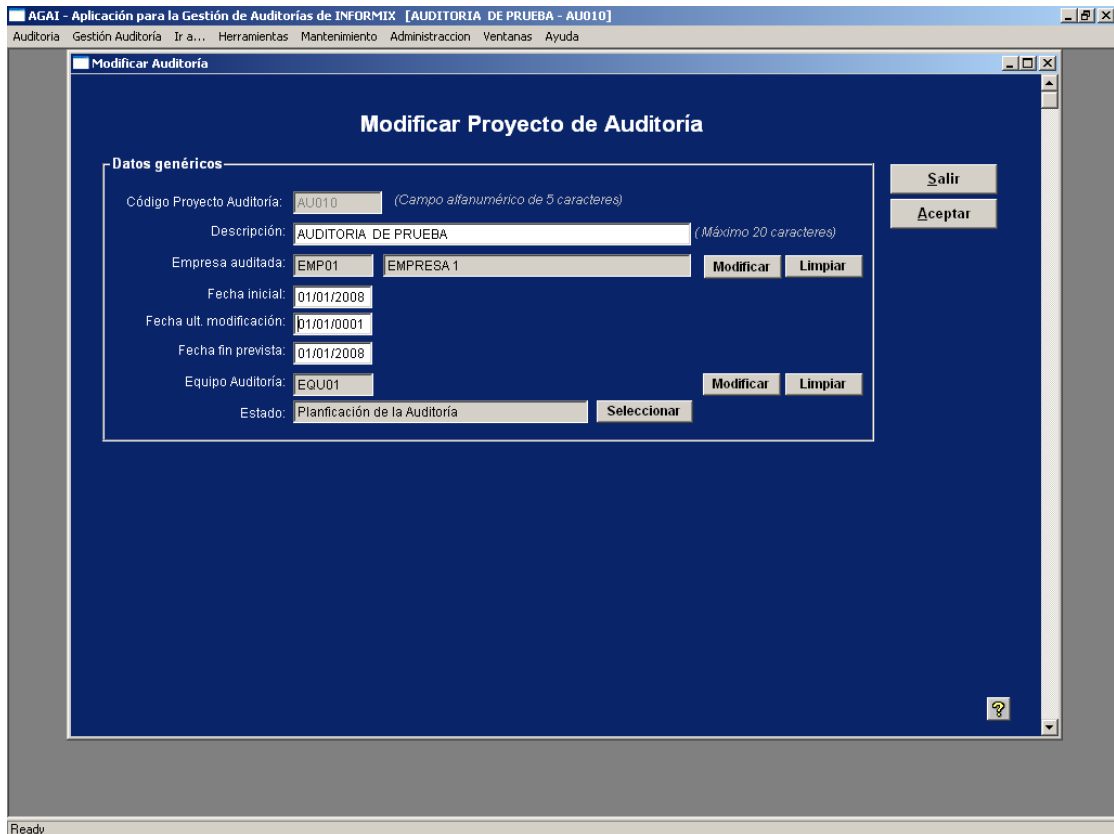 AGAI - Aplicación para la Gestión de Auditorías de INFORMIX [AUDITORIA DE PRUEBA - AU010]
Auditoria Gestión Auditoría Ir a... Herramientas Mantenimiento Administraccion Ventanas Ayuda
Modificar Auditoría
Modificar Proyecto de Auditoría
Datos genéricos
Salir
Código Proyecto Auditoría: AU010 (Campo alfanumérico de 5 caracteres)
Aceptar
Descripción: AUDITORIA DE PRUEBA (Máximo 20 caracteres)
Empresa auditada: EMP01 EMPRESA 1 Modificar Limpiar
Fecha inicial: 01/01/2008
Fecha ult. modificación: 01/01/0001
Fecha fin prevista: 01/01/2008
Equipo Auditoría: EQU01 Modificar Limpiar
Estado: Planficación de la Auditoría Seleccionar
?
Ready